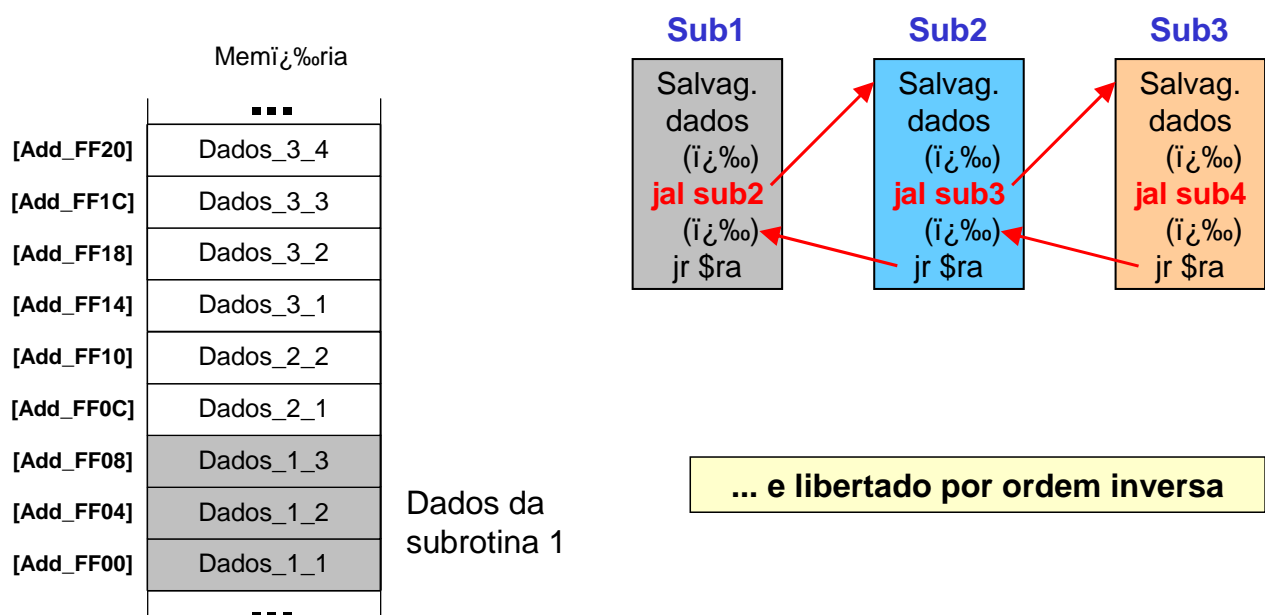 Memï¿‰ria
...
[Add_FF20] Dados_3_4
[Add_FF1C] Dados_3_3
[Add_FF18] Dados_3_2
[Add_FF14] Dados_3_1
[Add_FF10] Dados_2_2
[Add_FF0C] Dados_2_1
[Add_FF08] Dados_1_3
[Add_FF04] Dados_1_2
[Add_FF00] Dados_1_1
...
Dados da
subrotina 1
Sub1
Salvag.
dados
(ï¿‰)
jal sub2
(ï¿‰)
jr $ra
Sub2
Salvag.
dados
(ï¿‰)
jal sub3
(ï¿‰)
jr $ra
Sub3
Salvag.
dados
(ï¿‰)
jal sub4
(ï¿‰)
jr $ra
... e libertado por ordem inversa